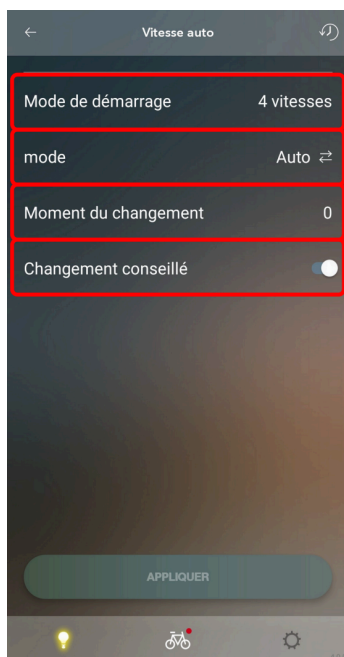 Vitesse auto
Mode de démarrage 4 vitesses
mode Auto
Moment du changement 0
Changement conseillé
APPLIQUER